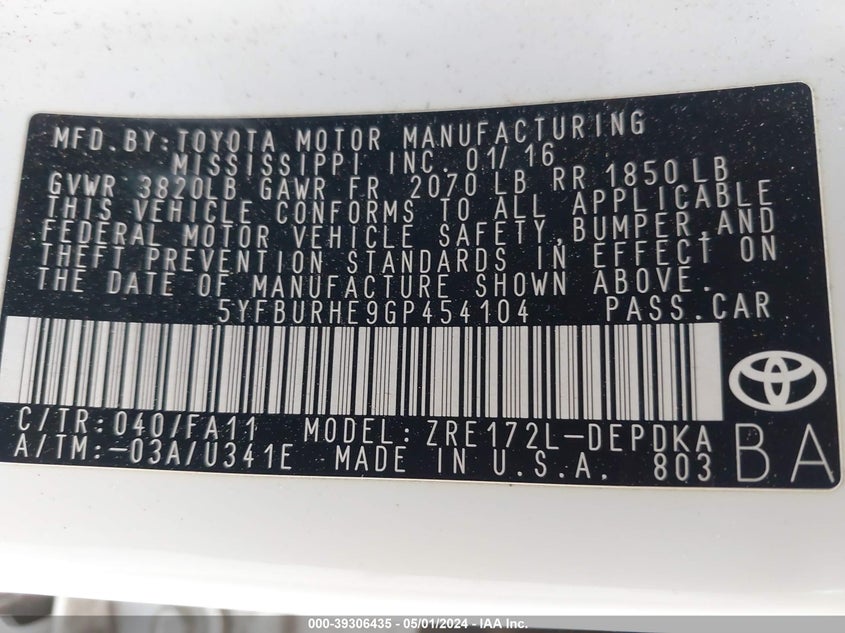 MFD.BY:TOYOTA MOTOR MANUFACTURING
MISSISSIPPI INC. 01/16
GVWR 3820LB GAWR FR 2070LB RR 1850LB
THIS VEHICLE CONFORMS TO ALL APPLICABLE
FEDERAL MOTOR VEHICLE SAFETY,BUMPER,AND
THEFT PREVENTION STANDARDS IN EFFECT ON
THE DATE OF MANUFACTURE SHOWN ABOVE.
5YFBURHE9GP454104 PASS.CAR
C/TR:040/FA11 MODEL:ZRE172L-DEPDKA
A/TM:-03A/U341E MADE IN U.S.A. 803
BA
000-39306435 - 05/01/2024 - IAA Inc.